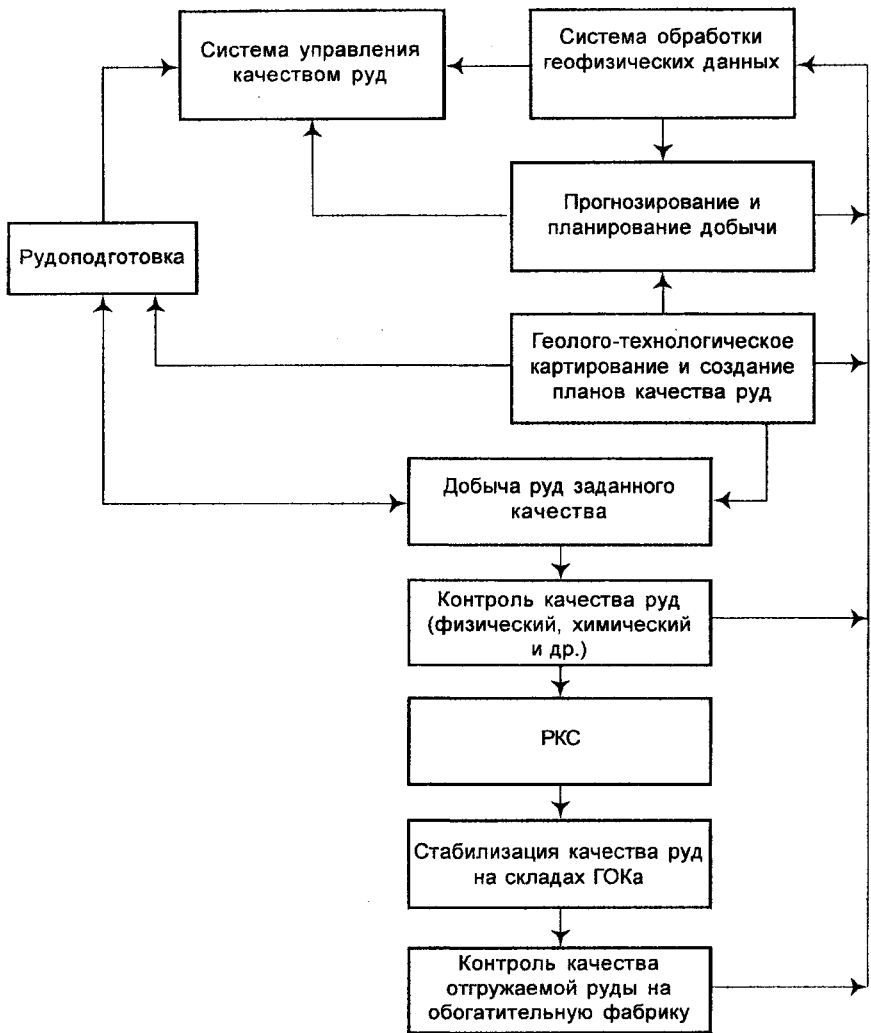 Система управления
качеством руд
Система обработки
геофизических данных
Прогнозирование и
планирование добычи
Рудоподготовка
Геолого-технологическое
картирование и создание
планов качества руд
Добыча руд заданного
качества
Контроль качества руд
(физический, химический
и др.)
РКС
Стабилизация качества руд
на складах ГОКа
Контроль качества
отгружаемой руды на
обогатительную фабрику